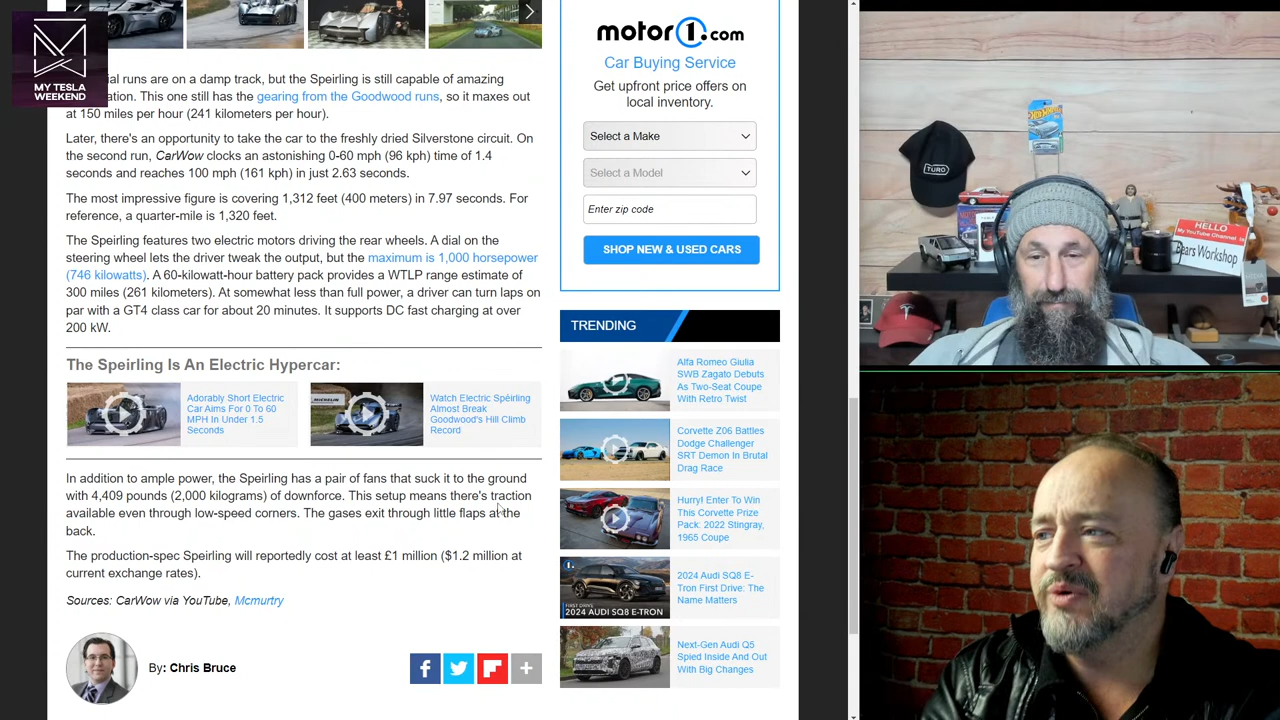 MY TESLA
WEEKEND
ial runs are on a damp track, but the Speirling is still capable of amazing
ation. This one still has the gearing from the Goodwood runs, so it maxes out
at 150 miles per hour (241 kilometers per hour).
Later, there's an opportunity to take the car to the freshly dried Silverstone circuit. On
the second run, CarWow clocks an astonishing 0-60 mph (96 kph) time of 1.4
seconds and reaches 100 mph (161 kph) in just 2.63 seconds.
The most impressive figure is covering 1,312 feet (400 meters) in 7.97 seconds. For
reference, a quarter-mile is 1,320 feet.
The Speirling features two electric motors driving the rear wheels. A dial on the
steering wheel lets the driver tweak the output, but the maximum is 1,000 horsepower
(746 kilowatts). A 60-kilowatt-hour battery pack provides a WTLP range estimate of
300 miles (261 kilometers). At somewhat less than full power, a driver can turn laps on
par with a GT4 class car for about 20 minutes. It supports DC fast charging at over
200 kW.
The Speirling Is An Electric Hypercar:
Adorably Short Electric
Car Aims For 0 To 60
MPH In Under 1.5
Seconds
MICHELIN
Watch Electric Spéirling
Almost Break
Goodwood's Hill Climb
Record
In addition to ample power, the Speirling has a pair of fans that suck it to the ground
with 4,409 pounds (2,000 kilograms) of downforce. This setup means there's traction
available even through low-speed corners. The gases exit through little flaps at the
back.
The production-spec Speirling will reportedly cost at least £1 million ($1.2 million at
current exchange rates).
Sources: CarWow via YouTube, Mcmurtry
By: Chris Bruce
motor1.com
Car Buying Service
Get upfront price offers on
local inventory.
Select a Make
Select a Model
Enter zip code
SHOP NEW & USED CARS
TRENDING
Alfa Romeo Giulia
SWB Zagato Debuts
As Two-Seat Coupe
With Retro Twist
Corvette Z06 Battles
Dodge Challenger
SRT Demon In Brutal
Drag Race
Hurry! Enter To Win
This Corvette Prize
Pack: 2022 Stingray,
1965 Coupe
FIRST DRIVE
2024 AUDI SQ8 E-TRON
2024 Audi SQ8 E-
Tron First Drive: The
Name Matters
Next-Gen Audi Q5
Spied Inside And Out
With Big Changes
TURO
HELLO
My YouTube Channel is
Bears Workshop